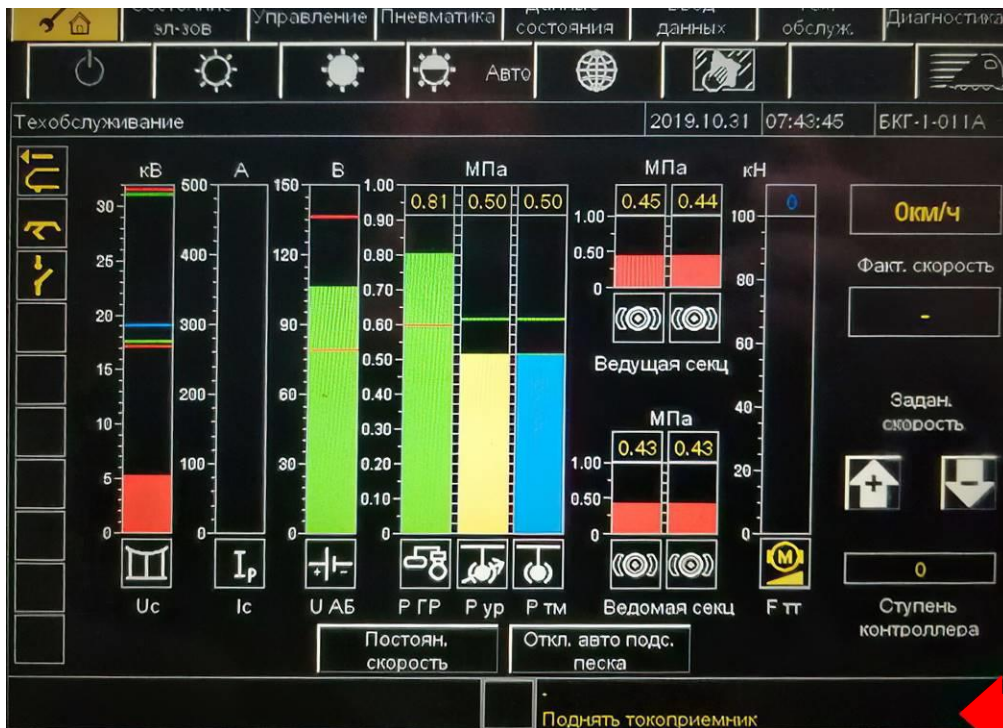 Управление
Пневматика
Диагностика
эл-зов
состояния
данных
обслуж.
Авто
Техобслуживание
2019.10.31
07:43:45
БКГ-1-011А
кВ
А
В
МПа
МПа
кН
30
25
20
15
10
5
0
500
400
300
200
100
0
150
120
90
60
30
0
1.00
0.90
0.80
0.70
0.60
0.50
0.40
0.30
0.20
0.10
0.81
0.50
0.50
0.45
0.44
1.00
0.50
0
Ведущая секц
МПа
0.43
0.43
1.00
0.50
0
0
100
80
60
40
20
0
0км/ч
Факт. скорость
-
Задан.
скорость
+
-
Ip
M
Uc
Ic
U АБ
P ГР
P ур
P тм
Ведомая секц
F тт
0
Ступень
контроллера
Постоян.
скорость
Откл. авто подс.
песка
-
Поднять токоприемник